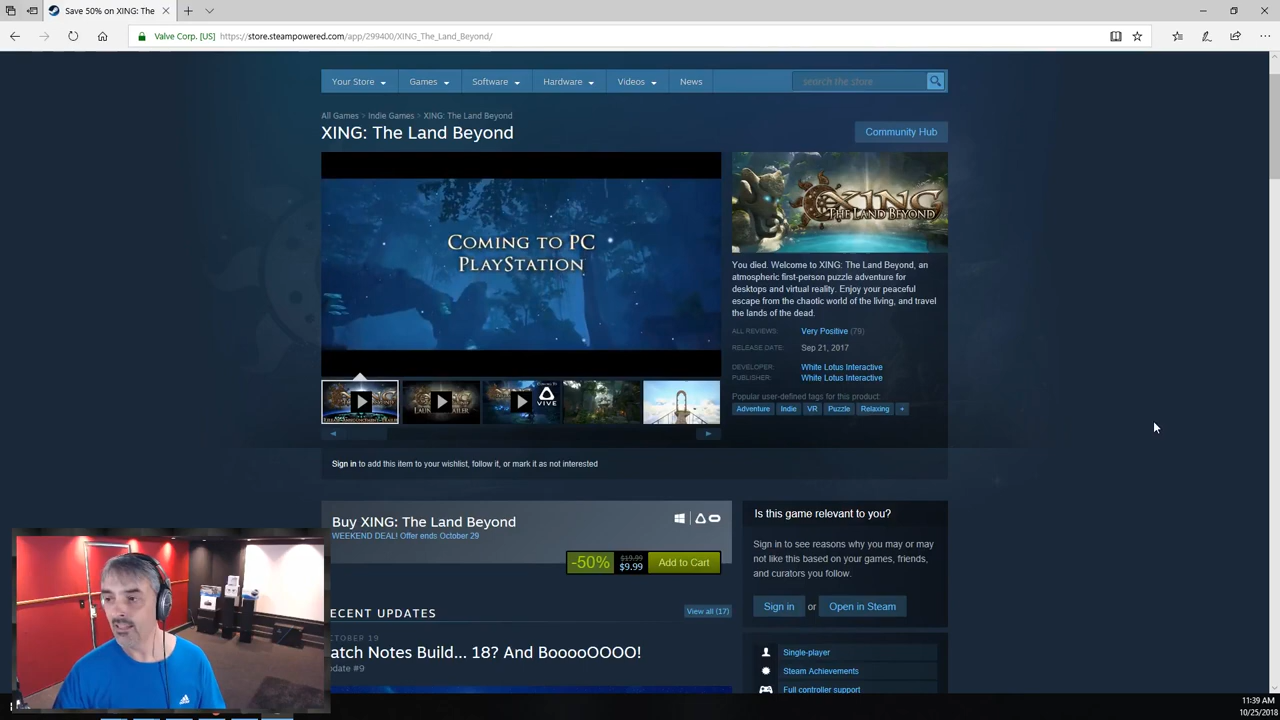 Save 50% on XING: The
Valve Corp. [US] https://store.steampowered.com/app/299400/XING_The_Land_Beyond/
Your Store Games Software Hardware Videos News search the store
All Games > Indie Games > XING: The Land Beyond
XING: The Land Beyond
Community Hub
COMING TO PC
PLAYSTATION
XING
THE LAND BEYOND
You died. Welcome to XING: The Land Beyond, an
atmospheric first-person puzzle adventure for
desktops and virtual reality. Enjoy your peaceful
escape from the chaotic world of the living, and travel
the lands of the dead.
ALL REVIEWS: Very Positive (79)
RELEASE DATE: Sep 21, 2017
DEVELOPER: White Lotus Interactive
PUBLISHER: White Lotus Interactive
Popular user-defined tags for this product:
Adventure Indie VR Puzzle Relaxing +
VIVE
Sign in to add this item to your wishlist, follow it, or mark it as not interested
Buy XING: The Land Beyond
WEEKEND DEAL! Offer ends October 29
-50% $19.99 $9.99 Add to Cart
Is this game relevant to you?
Sign in to see reasons why you may or may
not like this based on your games, friends,
and curators you follow.
Sign in or Open in Steam
RECENT UPDATES View all (17)
OCTOBER 19
atch Notes Build... 18? And BooooOOOO!
pdate #9
Single-player
Steam Achievements
Full controller support
adidas
11:39 AM
10/25/2018